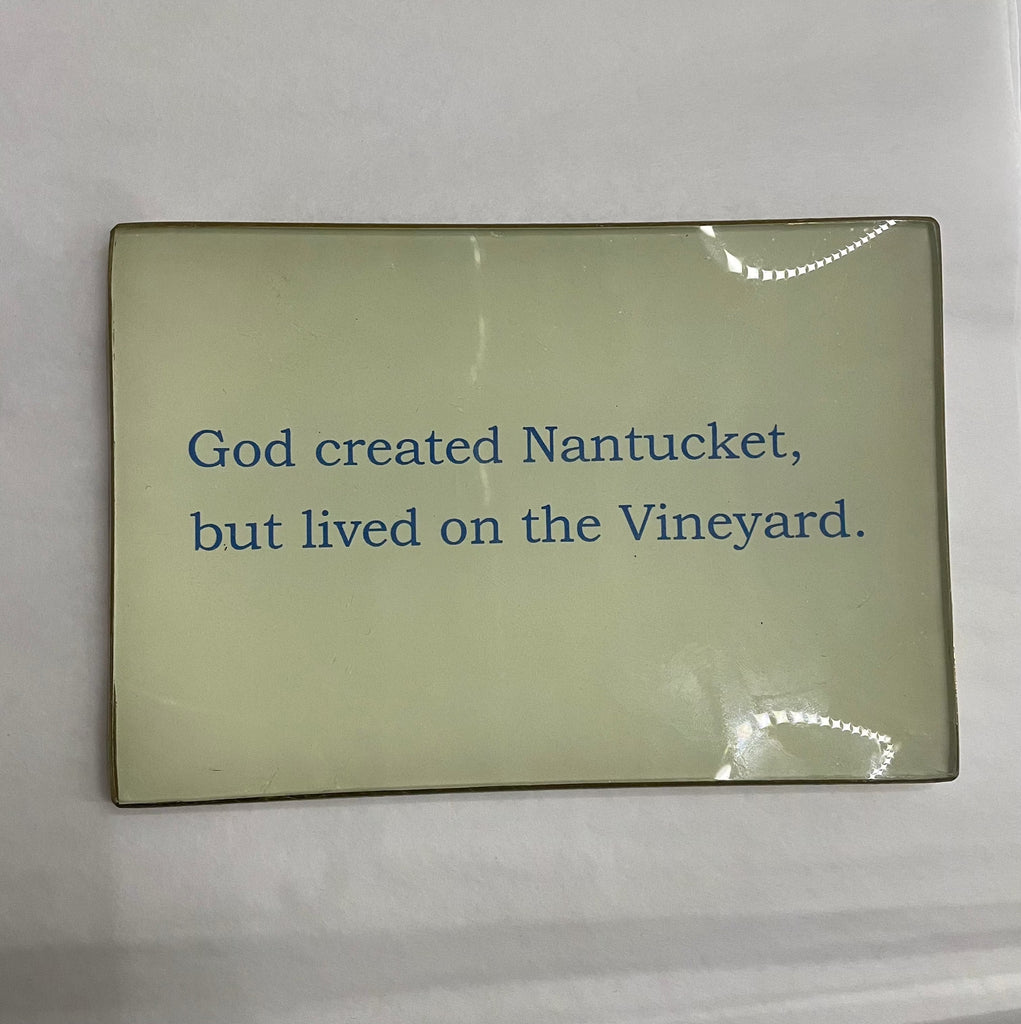 God created Nantucket,
but lived on the Vineyard.